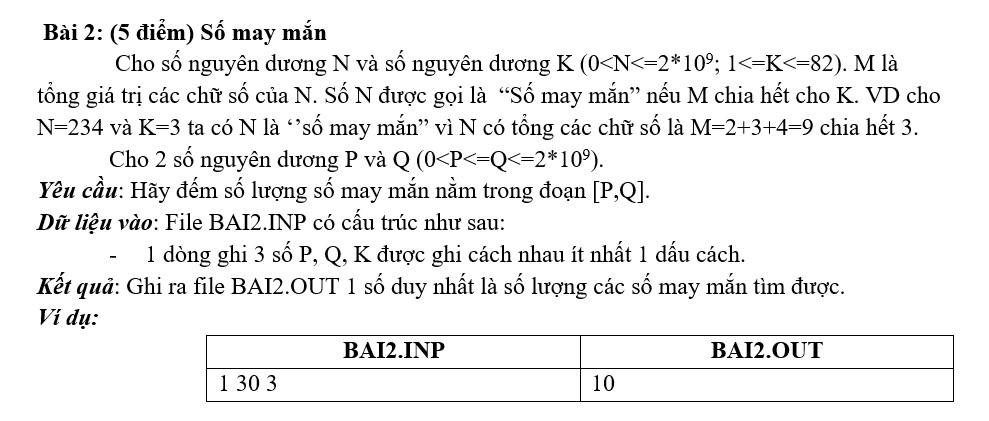 Bài 2: (5 điểm) Số may mắn
Cho số nguyên dương N và số nguyên dương K (0<N<=2*10⁹; 1<=K<=82). M là
tổng giá trị các chữ số của N. Số N được gọi là “Số may mắn” nếu M chia hết cho K. VD cho
N=234 và K=3 ta có N là ‘’số may mắn” vì N có tổng các chữ số là M=2+3+4=9 chia hết 3.
Cho 2 số nguyên dương P và Q (0<P<=Q<=2*10⁹).
Yêu cầu: Hãy đếm số lượng số may mắn nằm trong đoạn [P,Q].
Dữ liệu vào: File BAI2.INP có cấu trúc như sau:
- 1 dòng ghi 3 số P, Q, K được ghi cách nhau ít nhất 1 dấu cách.
Kết quả: Ghi ra file BAI2.OUT 1 số duy nhất là số lượng các số may mắn tìm được.
Ví dụ:
BAI2.INP BAI2.OUT
1 30 3 10